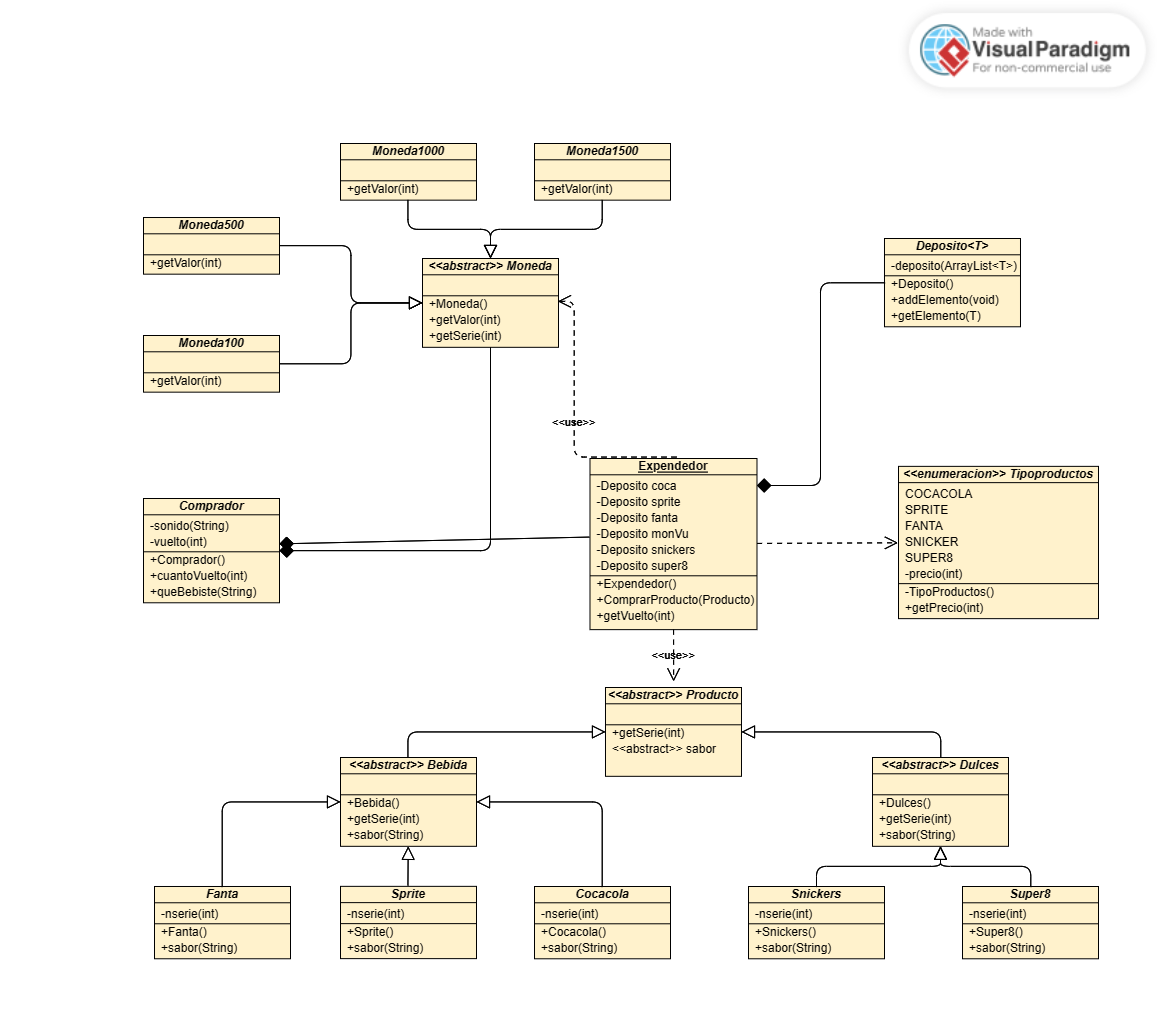 Made with
VisualParadigm
For non-commercial use
Moneda1000
+getValor(int)
Moneda1500
+getValor(int)
Moneda500
+getValor(int)
<<abstract>> Moneda
+Moneda()
+getValor(int)
+getSerie(int)
Deposito<T>
-deposito(ArrayList<T>)
+Deposito()
+addElemento(void)
+getElemento(T)
Moneda100
+getValor(int)
<<use>>
Expendedor
-Deposito coca
-Deposito sprite
-Deposito fanta
-Deposito monVu
-Deposito snickers
-Deposito super8
+Expendedor()
+ComprarProducto(Producto)
+getVuelto(int)
<<enumeracion>> Tipoproductos
COCACOLA
SPRITE
FANTA
SNICKER
SUPER8
-precio(int)
-TipoProductos()
+getPrecio(int)
Comprador
-sonido(String)
-vuelto(int)
+Comprador()
+cuantoVuelto(int)
+queBebiste(String)
<<use>>
<<abstract>> Producto
+getSerie(int)
<<abstract>> sabor
<<abstract>> Bebida
+Bebida()
+getSerie(int)
+sabor(String)
<<abstract>> Dulces
+Dulces()
+getSerie(int)
+sabor(String)
Fanta
-nserie(int)
+Fanta()
+sabor(String)
Sprite
-nserie(int)
+Sprite()
+sabor(String)
Cocacola
-nserie(int)
+Cocacola()
+sabor(String)
Snickers
-nserie(int)
+Snickers()
+sabor(String)
Super8
-nserie(int)
+Super8()
+sabor(String)